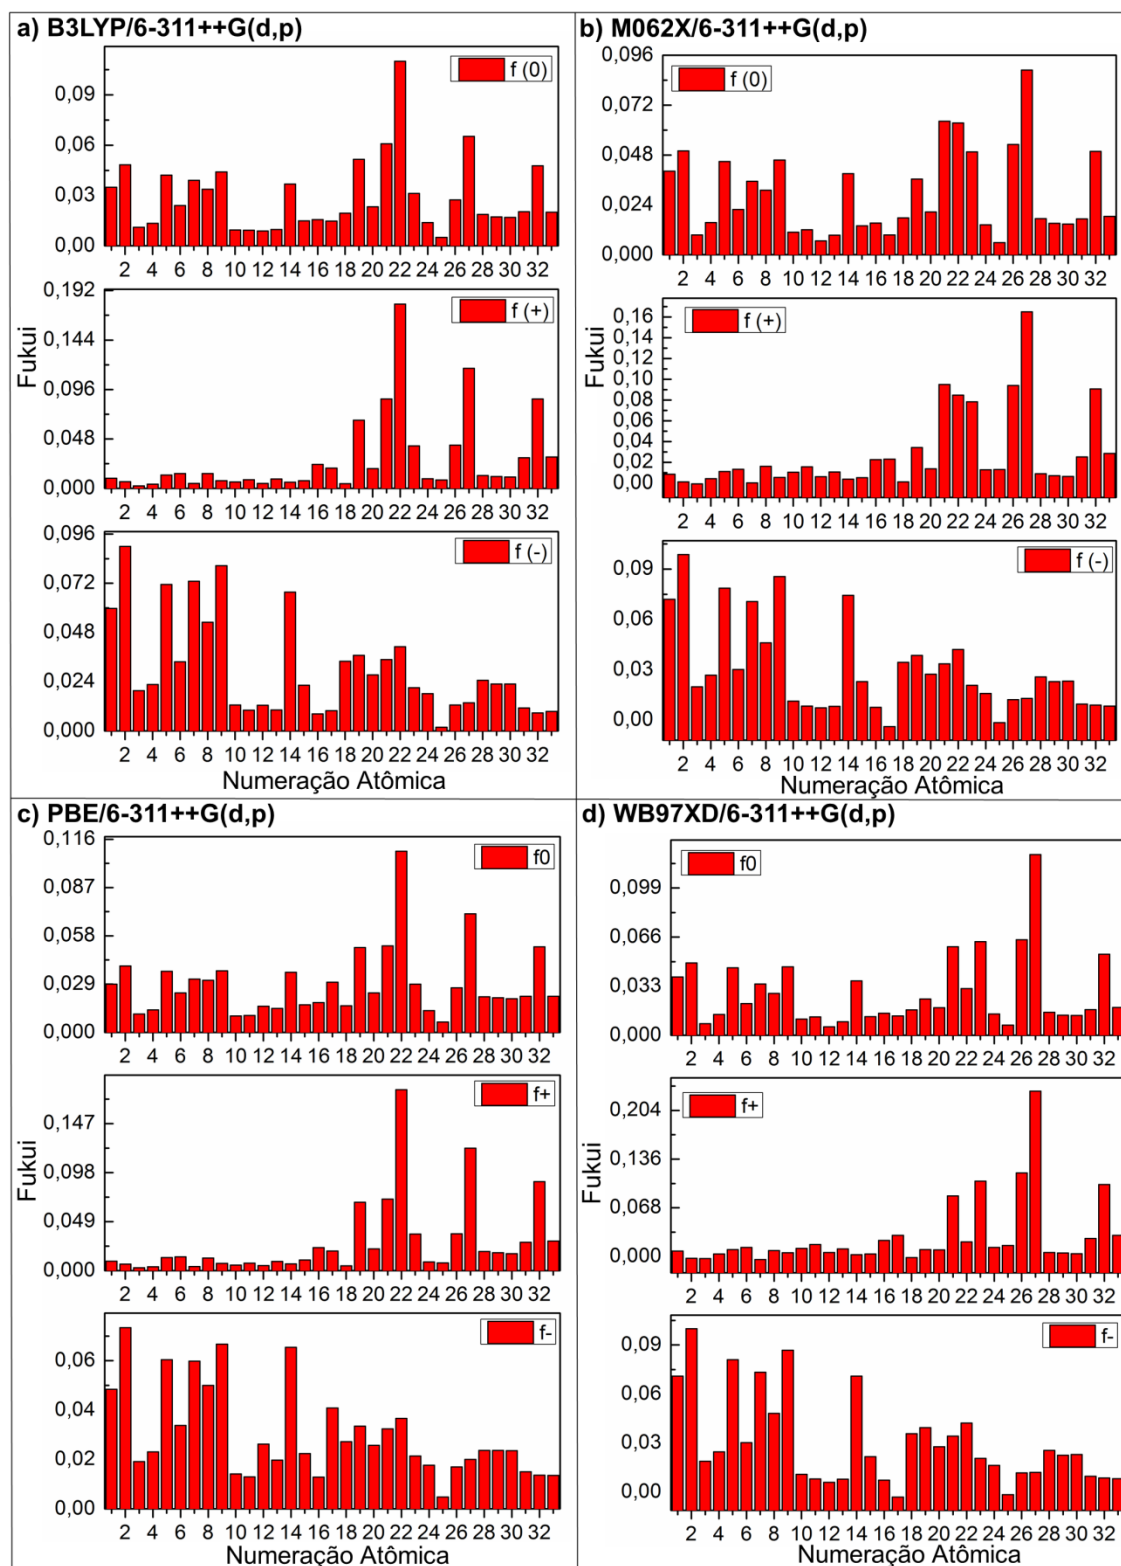 a) B3LYP/6-311++G(d,p)
f (0)
0,09
0,06
0,03
0,00
2 4 6 8 10 12 14 16 18 20 22 24 26 28 30 32
f (+)
0,192
0,144
0,096
0,048
0,000
2 4 6 8 10 12 14 16 18 20 22 24 26 28 30 32
Fukui
f (-)
0,096
0,072
0,048
0,024
0,000
2 4 6 8 10 12 14 16 18 20 22 24 26 28 30 32
Numeração Atômica
b) M062X/6-311++G(d,p)
f (0)
0,096
0,072
0,048
0,024
0,000
2 4 6 8 10 12 14 16 18 20 22 24 26 28 30 32
f (+)
0,16
0,14
0,12
0,10
0,08
0,06
0,04
0,02
0,00
2 4 6 8 10 12 14 16 18 20 22 24 26 28 30 32
Fukui
f (-)
0,09
0,06
0,03
0,00
2 4 6 8 10 12 14 16 18 20 22 24 26 28 30 32
Numeração Atômica
c) PBE/6-311++G(d,p)
f0
0,116
0,087
0,058
0,029
0,000
2 4 6 8 10 12 14 16 18 20 22 24 26 28 30 32
f+
0,147
0,098
0,049
0,000
2 4 6 8 10 12 14 16 18 20 22 24 26 28 30 32
Fukui
f-
0,06
0,04
0,02
0,00
2 4 6 8 10 12 14 16 18 20 22 24 26 28 30 32
Numeração Atômica
d) WB97XD/6-311++G(d,p)
f0
0,099
0,066
0,033
0,000
2 4 6 8 10 12 14 16 18 20 22 24 26 28 30 32
f+
0,204
0,136
0,068
0,000
2 4 6 8 10 12 14 16 18 20 22 24 26 28 30 32
Fukui
f-
0,09
0,06
0,03
0,00
2 4 6 8 10 12 14 16 18 20 22 24 26 28 30 32
Numeração Atômica